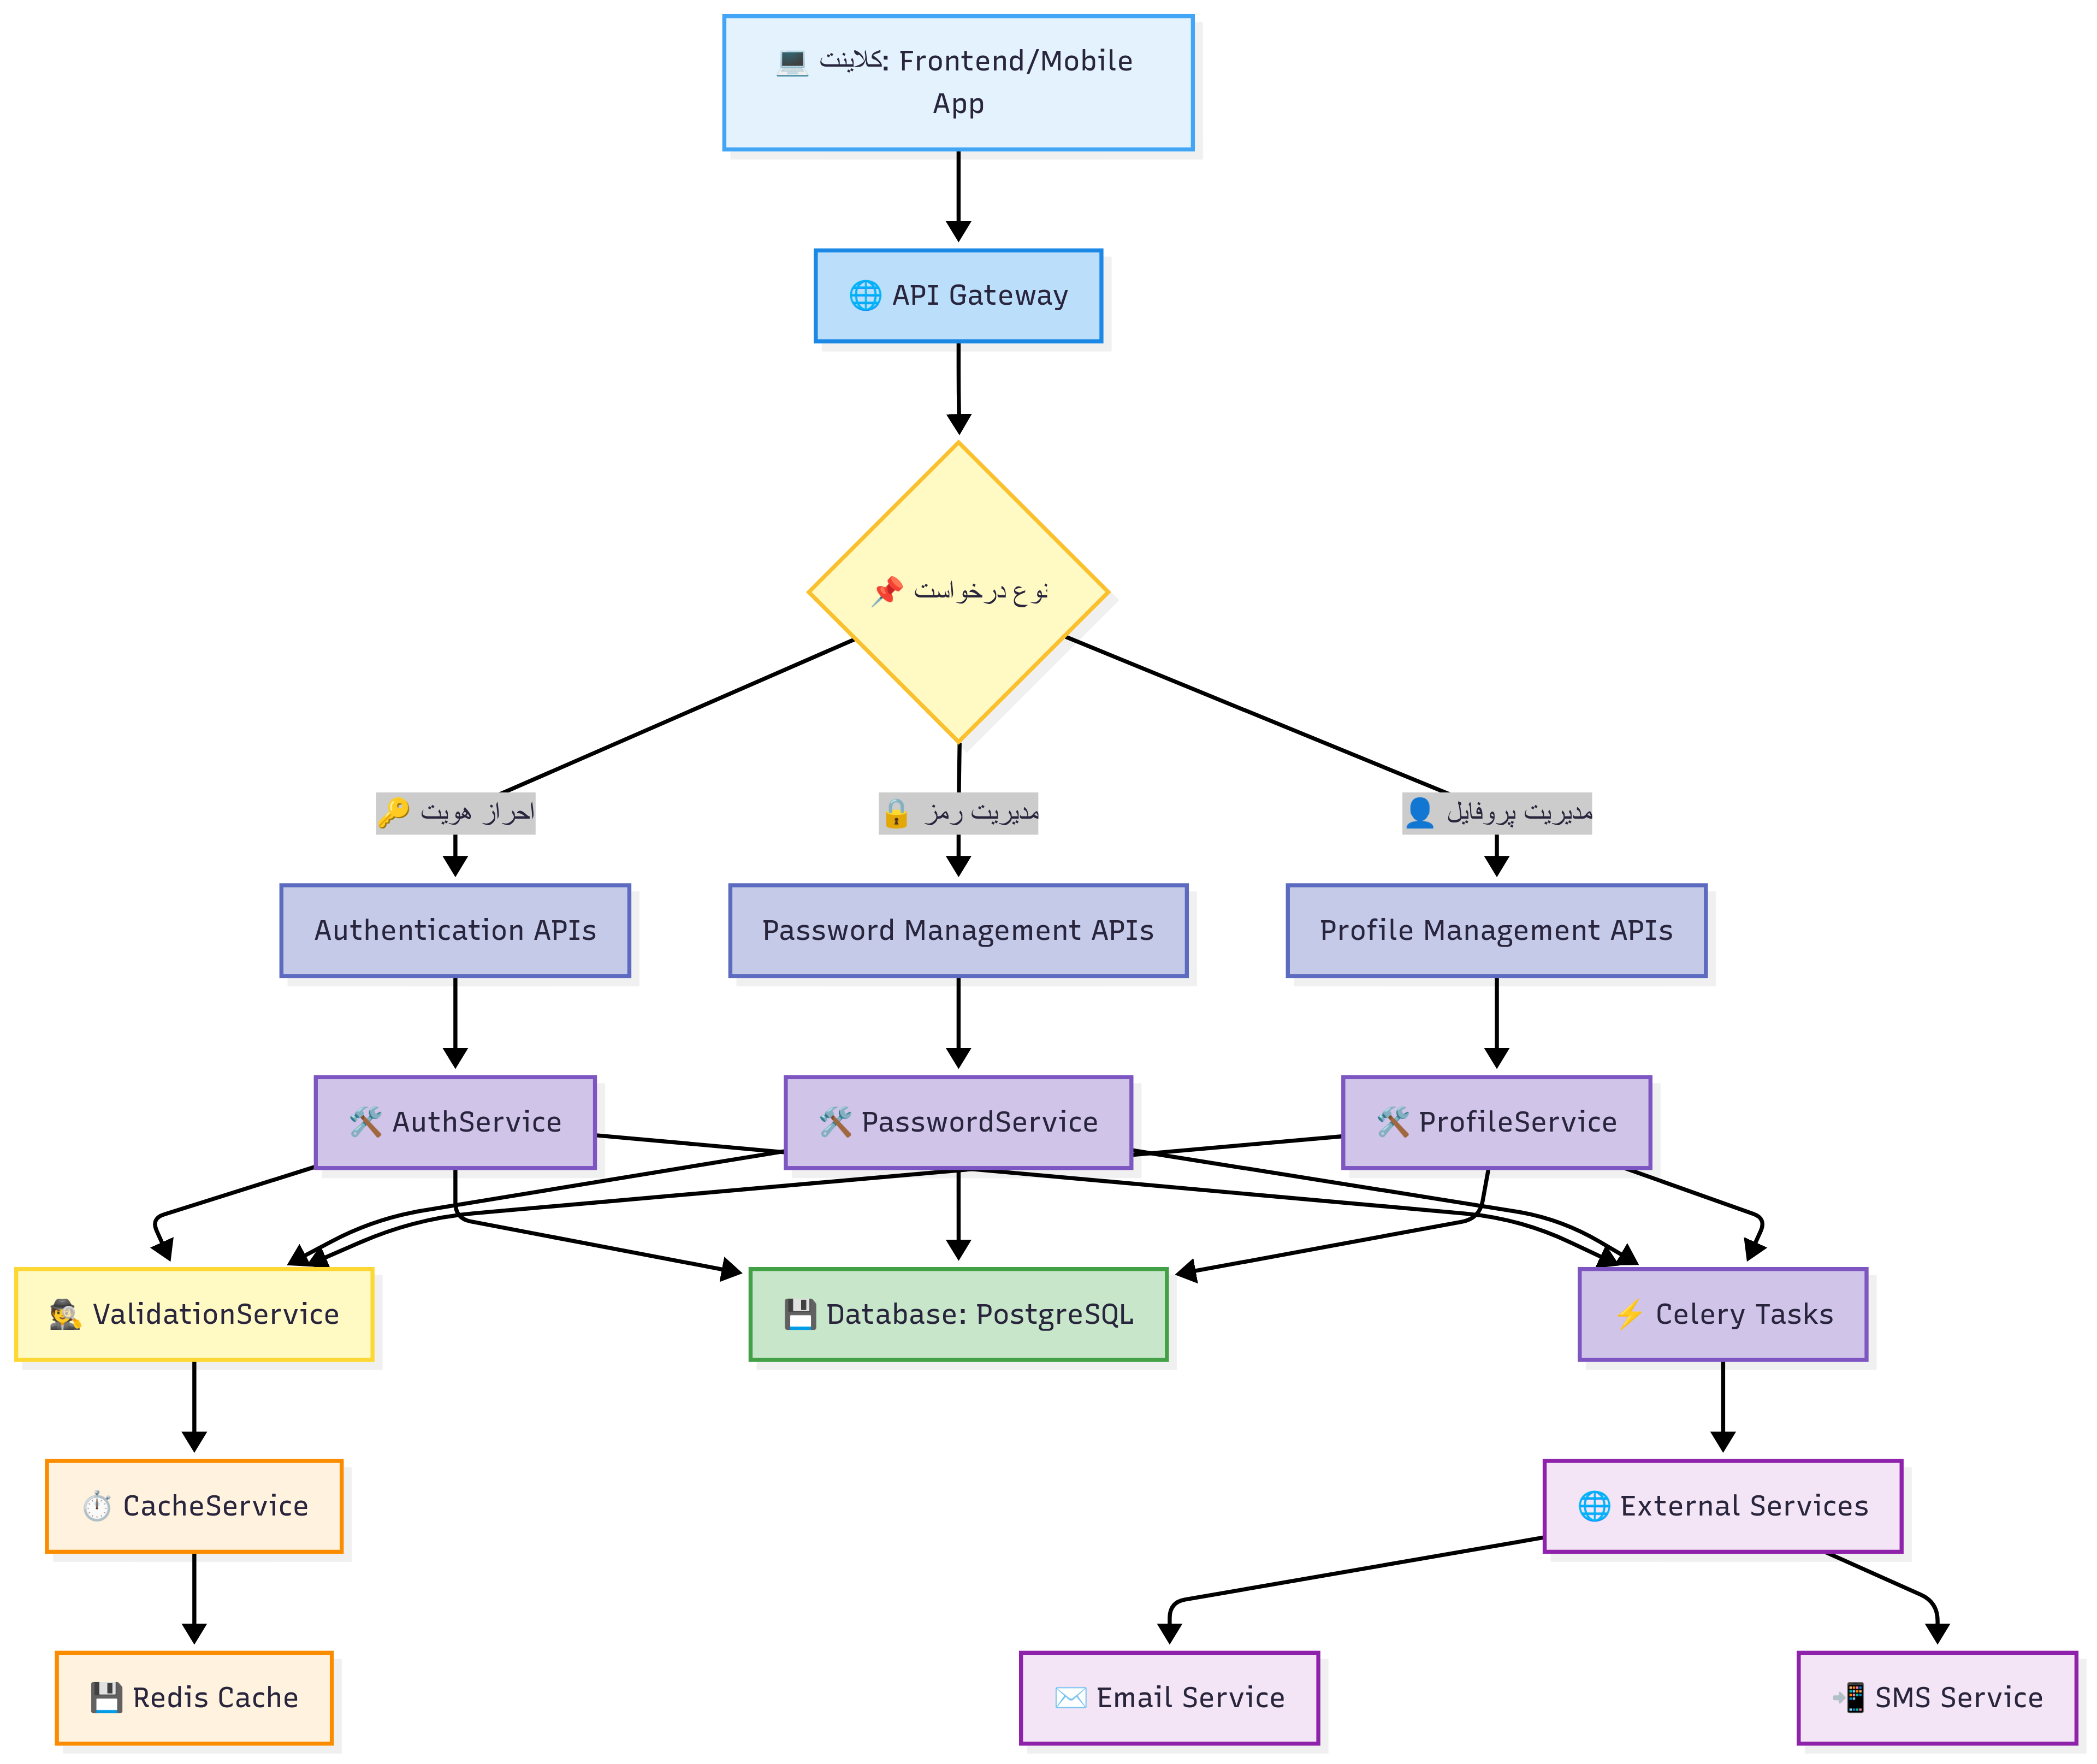 💻 کلاینت: Frontend/Mobile
App
🌐 API Gateway
📌 نوع درخواست
🔑 احراز هویت
🔒 مدیریت رمز
👤 مدیریت پروفایل
Authentication APIs
Password Management APIs
Profile Management APIs
🛠️ AuthService
🛠️ PasswordService
🛠️ ProfileService
🕵️ ValidationService
💾 Database: PostgreSQL
⚡ Celery Tasks
⏱️ CacheService
🌐 External Services
💾 Redis Cache
✉️ Email Service
📲 SMS Service